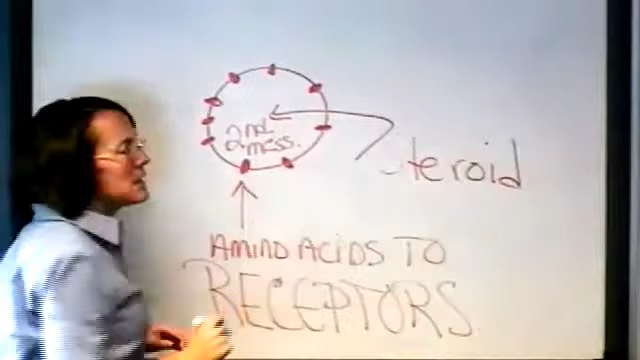 2nd
mess.
teroid
AMINO ACIDS TO
RECEPTORS